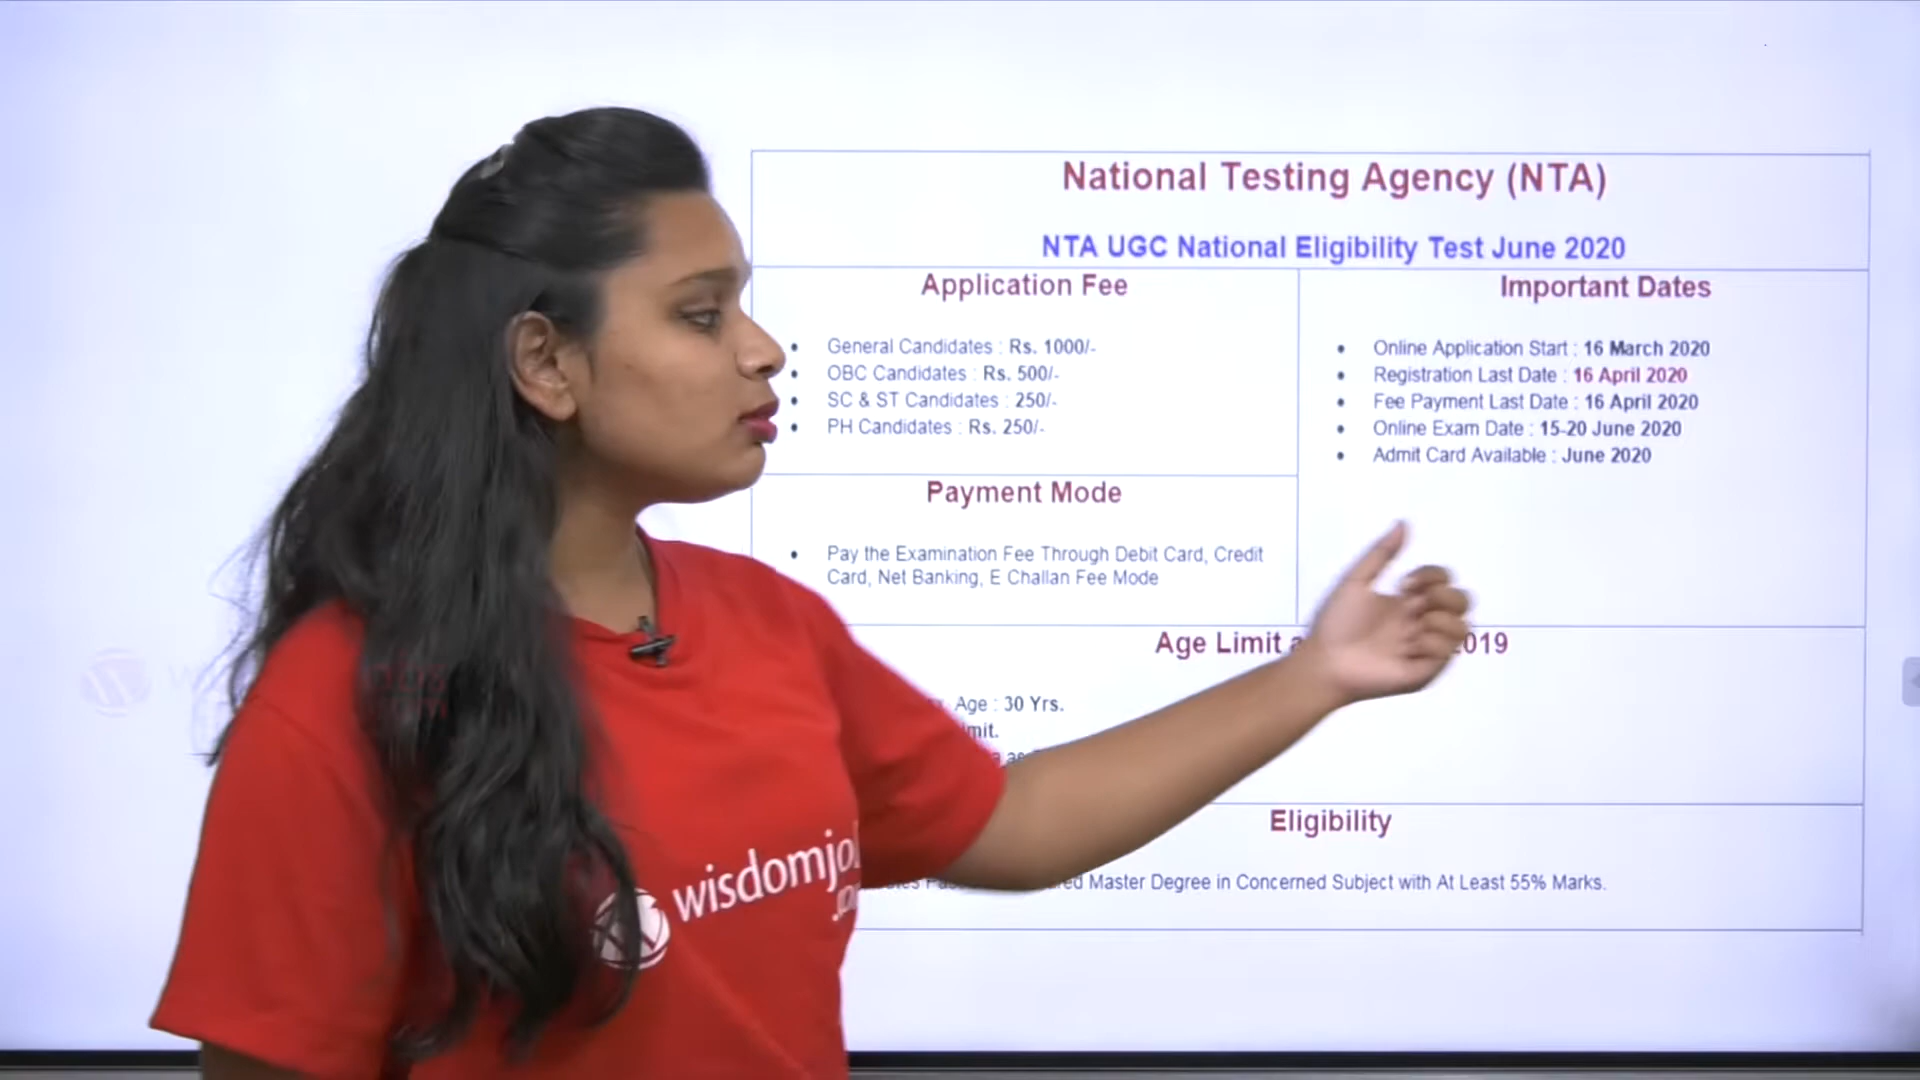 National Testing Agency (NTA)
NTA UGC National Eligibility Test June 2020
Application Fee
General Candidates : Rs. 1000/-
OBC Candidates : Rs. 500/-
SC & ST Candidates : 250/-
PH Candidates : Rs. 250/-
Important Dates
Online Application Start : 16 March 2020
Registration Last Date : 16 April 2020
Fee Payment Last Date : 16 April 2020
Online Exam Date : 15-20 June 2020
Admit Card Available : June 2020
Payment Mode
Pay the Examination Fee Through Debit Card, Credit
Card, Net Banking, E Challan Fee Mode
Age Limit
Age : 30 Yrs.
Eligibility
Master Degree in Concerned Subject with At Least 55% Marks.
wisdomjo